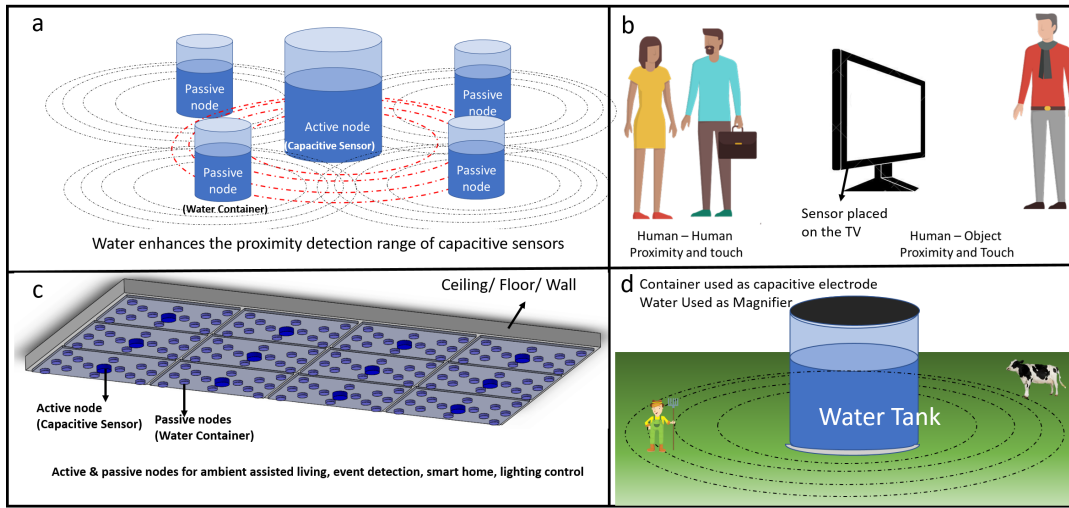 a
Passive
node
Passive
node
Active node
(Capacitive Sensor)
Passive
node
Passive
node
(Water Container)
Water enhances the proximity detection range of capacitive sensors
b
Sensor placed
on the TV
Human – Human
Proximity and touch
Human – Object
Proximity and Touch
c
Ceiling/ Floor/ Wall
Active node
(Capacitive Sensor)
Passive nodes
(Water Container)
Active & passive nodes for ambient assisted living, event detection, smart home, lighting control
d
Container used as capacitive electrode
Water Used as Magnifier
Water Tank